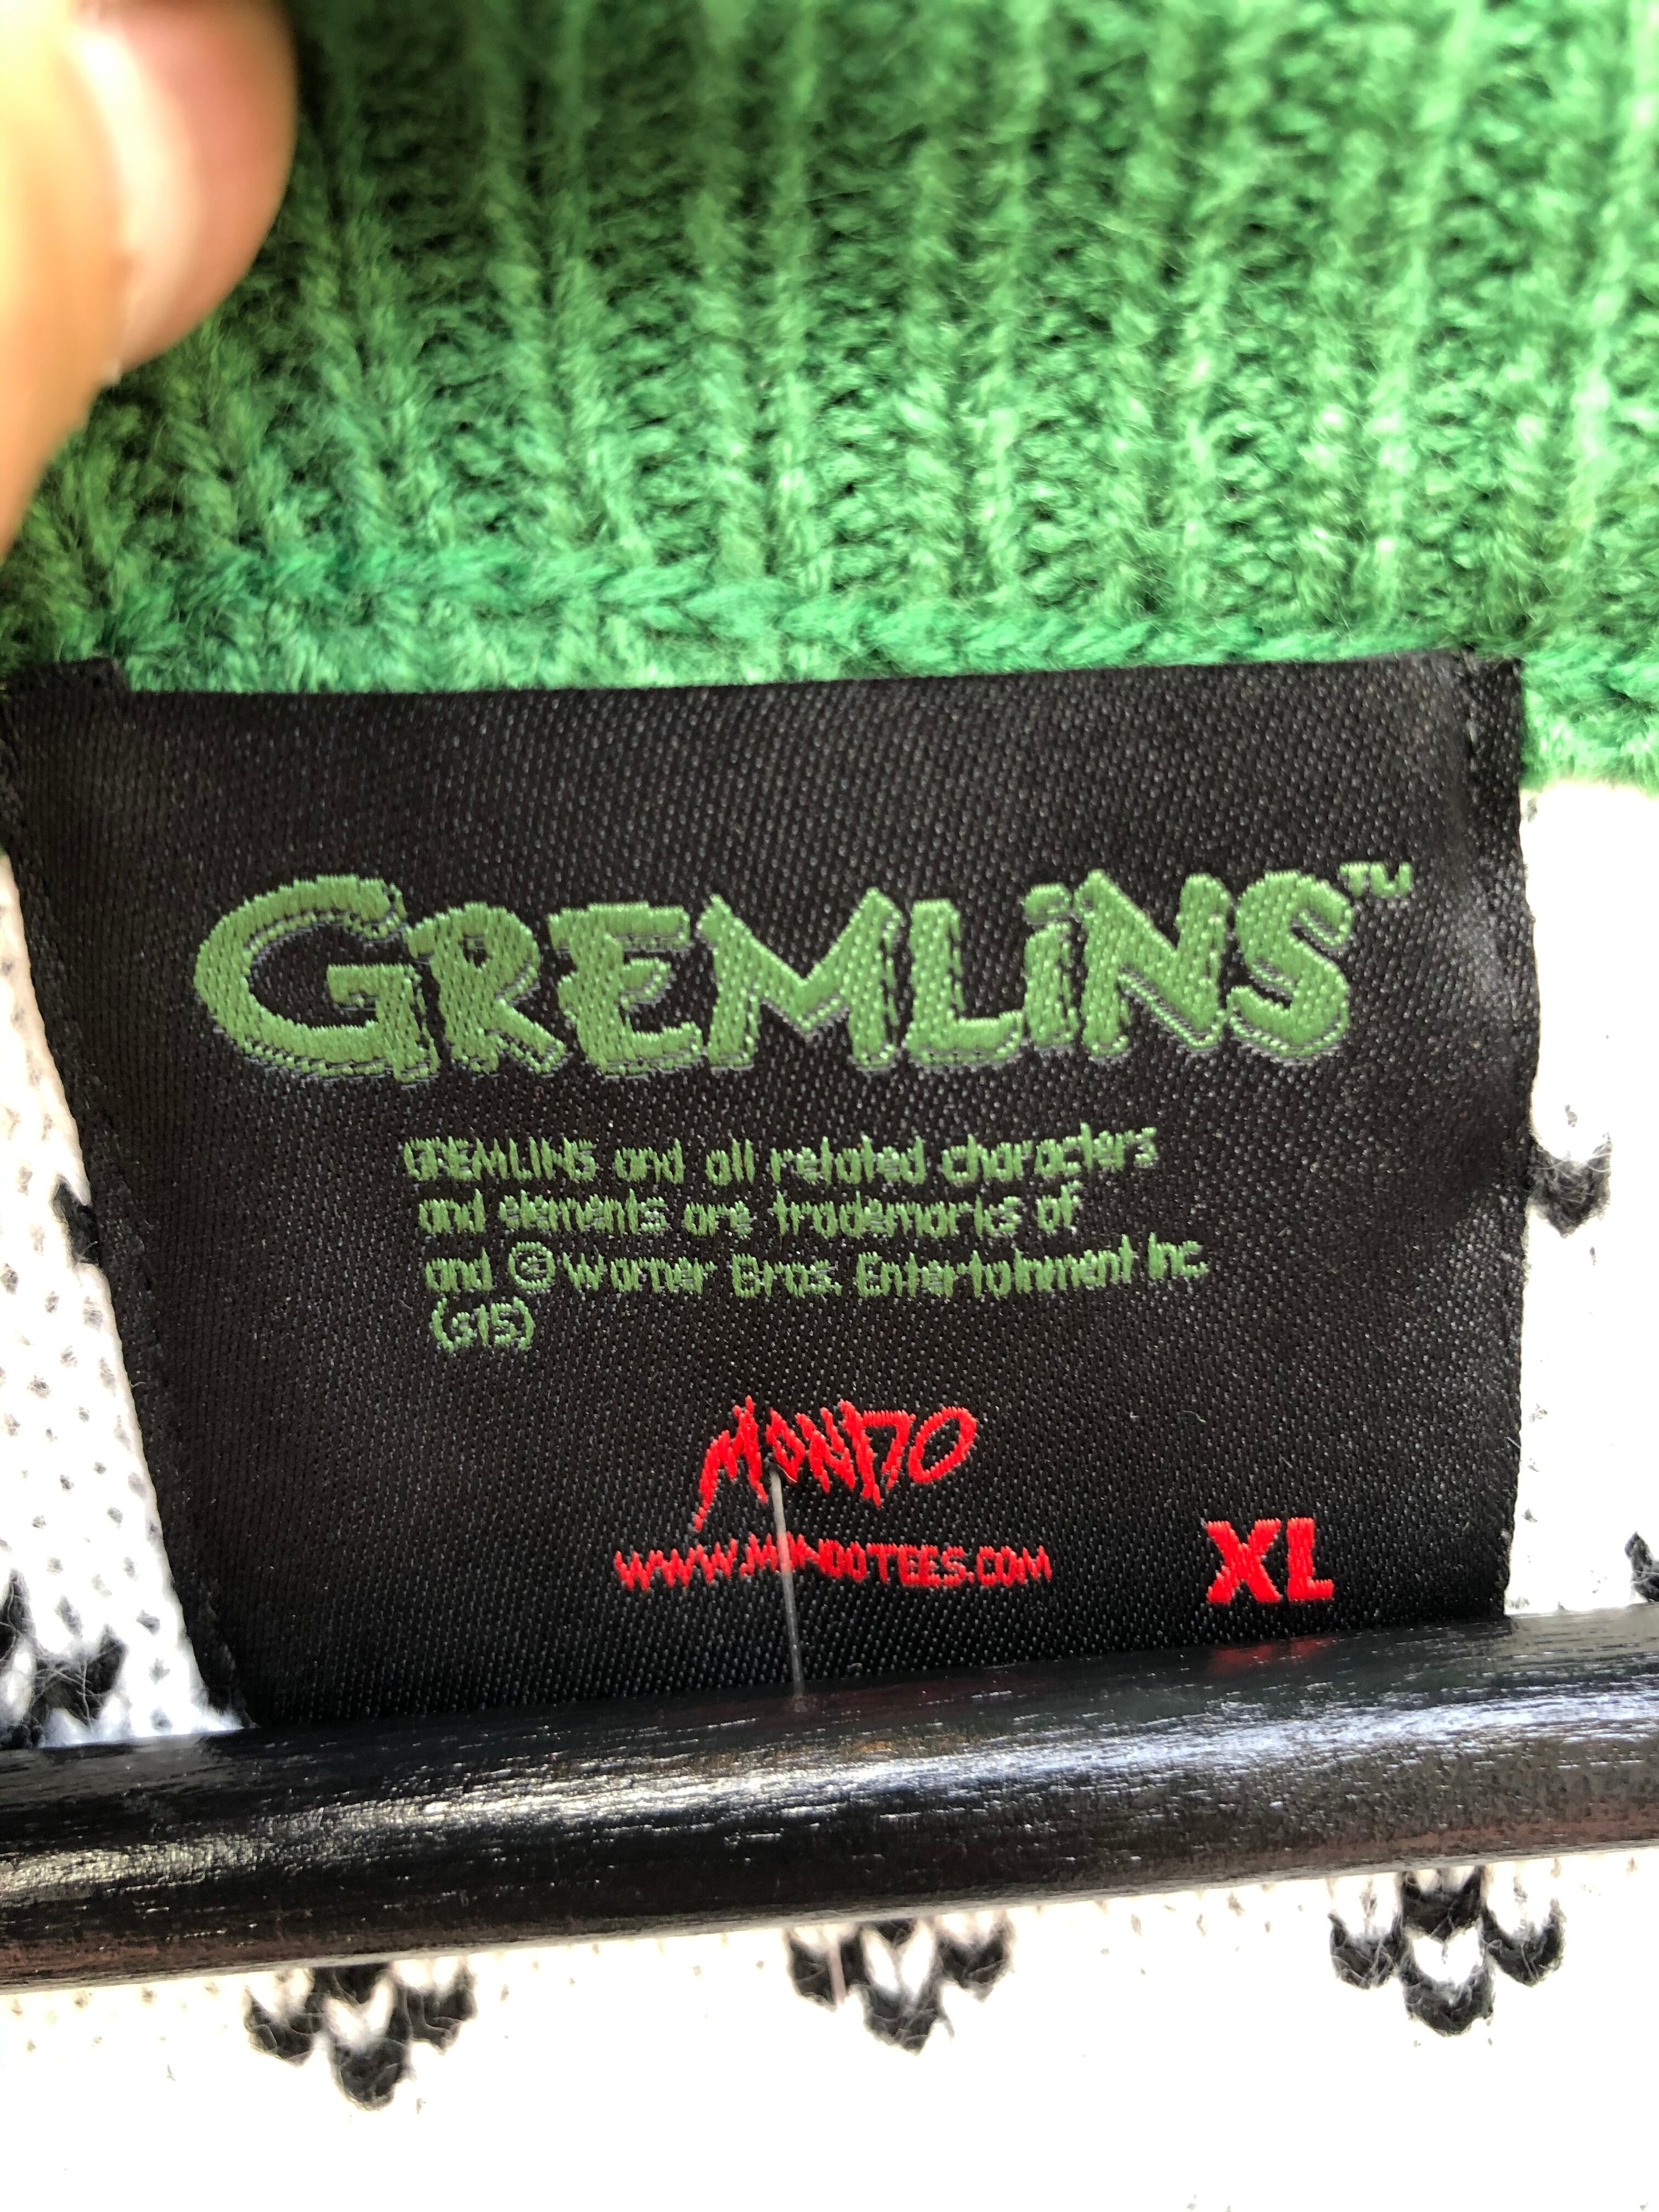 GREMLiNS™
GREMLINS and all related characters
and elements are trademarks of
and © Warner Bros. Entertainment Inc.
(s15)
MONDO
WWW.MONDOTEES.COM
XL